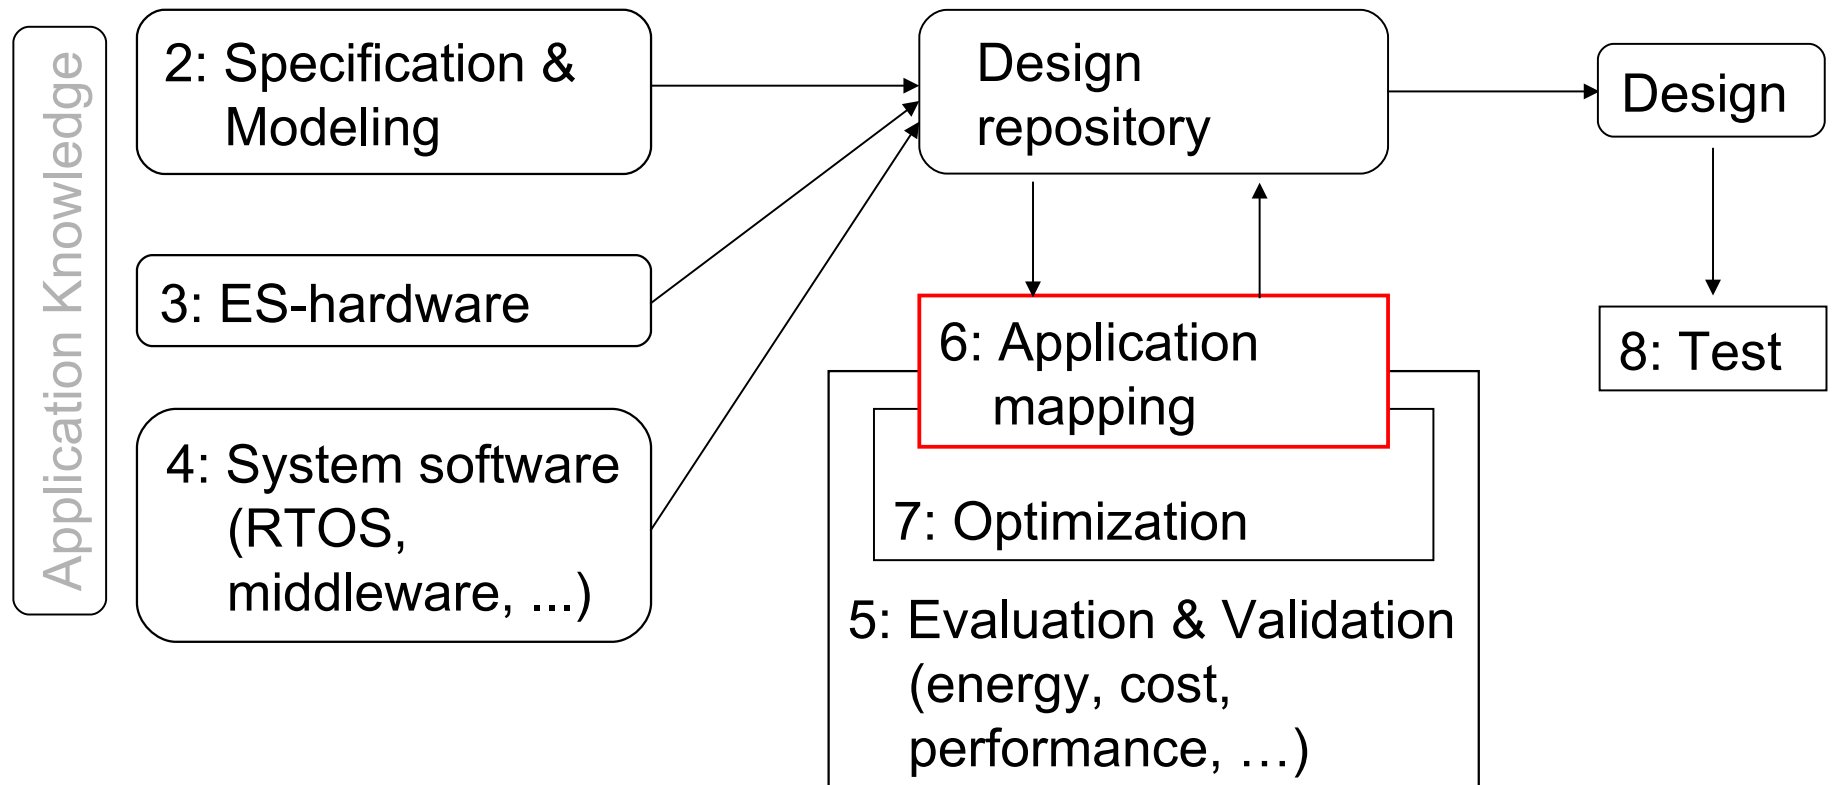 Application Knowledge
2: Specification &
Modeling
3: ES-hardware
4: System software
(RTOS,
middleware, ...)
Design
repository
6: Application
mapping
7: Optimization
5: Evaluation & Validation
(energy, cost,
performance, …)
Design
8: Test